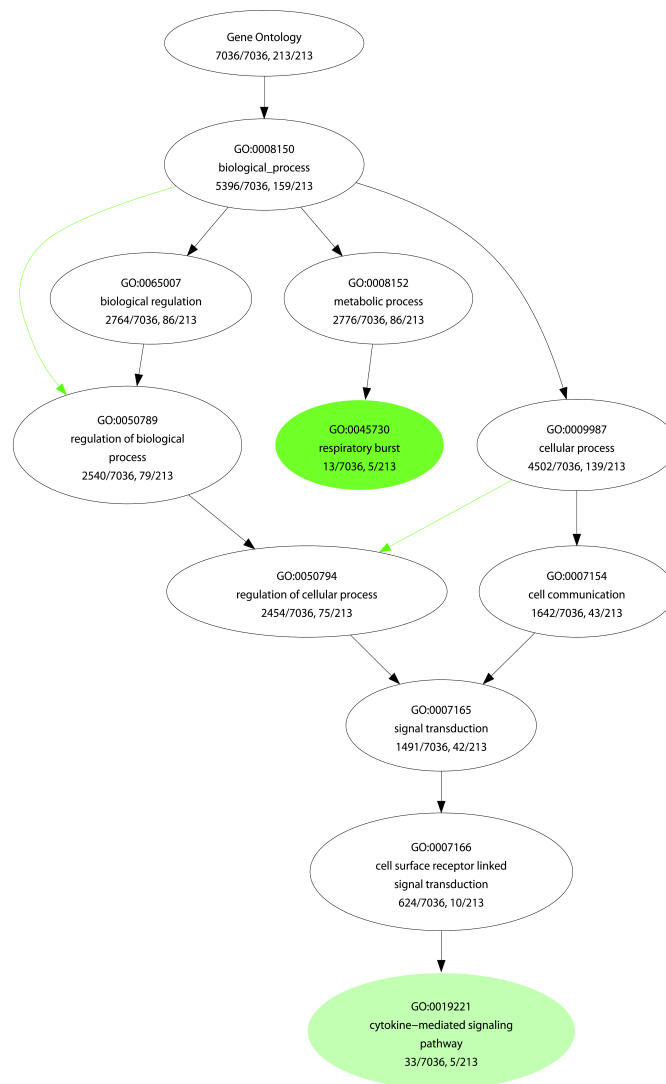 Gene Ontology
7036/7036, 213/213
GO:0008150
biological_process
5396/7036, 159/213
GO:0065007
biological regulation
2764/7036, 86/213
GO:0008152
metabolic process
2776/7036, 86/213
GO:0050789
regulation of biological
process
2540/7036, 79/213
GO:0045730
respiratory burst
13/7036, 5/213
GO:0009987
cellular process
4502/7036, 139/213
GO:0050794
regulation of cellular process
2454/7036, 75/213
GO:0007154
cell communication
1642/7036, 43/213
GO:0007165
signal transduction
1491/7036, 42/213
GO:0007166
cell surface receptor linked
signal transduction
624/7036, 10/213
GO:0019221
cytokine−mediated signaling
pathway
33/7036, 5/213